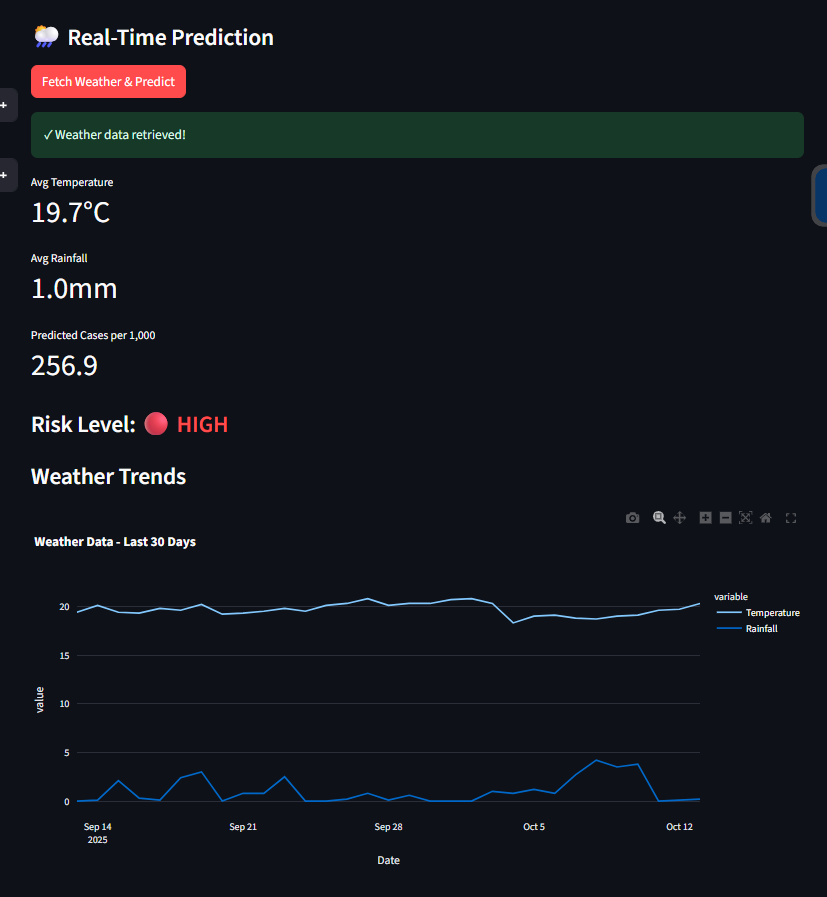 Real-Time Prediction
Fetch Weather & Predict
+
✓ Weather data retrieved!
+
Avg Temperature
19.7°C
Avg Rainfall
1.0mm
Predicted Cases per 1,000
256.9
Risk Level: HIGH
Weather Trends
Weather Data - Last 30 Days
variable
Temperature
Rainfall
20
15
10
5
0
value
Sep 14
2025
Sep 21
Sep 28
Oct 5
Oct 12
Date